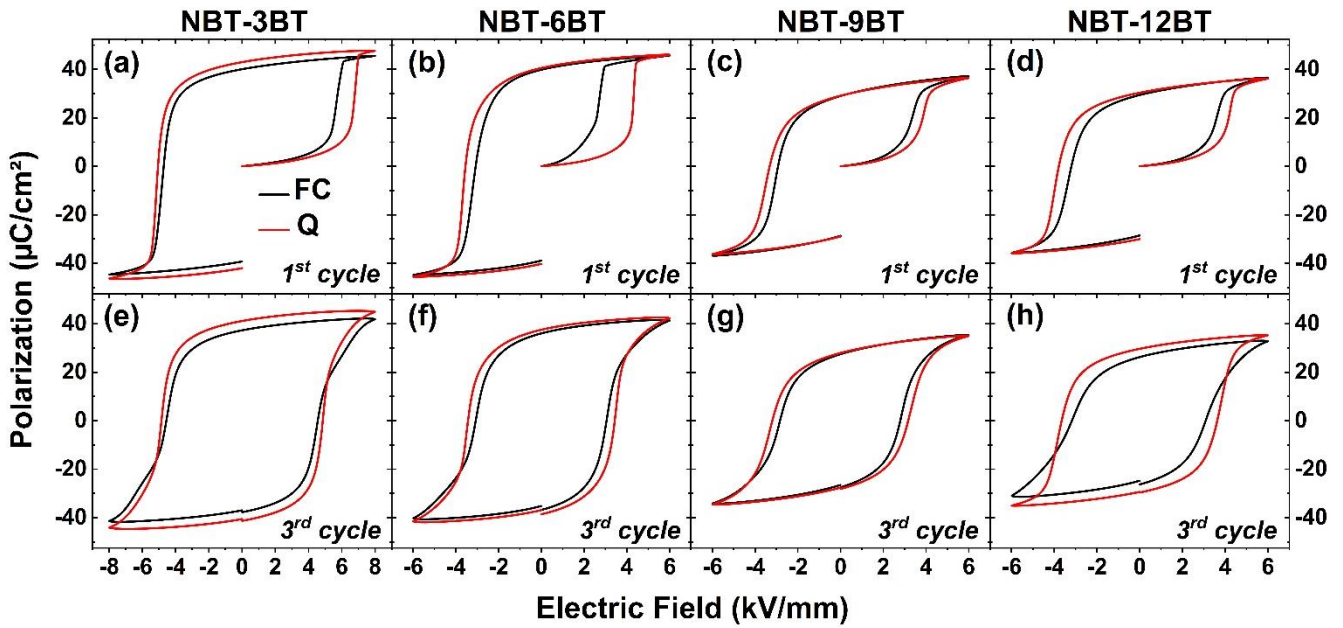 NBT-3BT NBT-6BT NBT-9BT NBT-12BT
(a) (b) (c) (d)
40 40
20 20
0 0
-20 -20
-40 -40
FC
Q
1st cycle 1st cycle 1st cycle 1st cycle
(e) (f) (g) (h)
40 40
20 20
0 0
-20 -20
-40 -40
3rd cycle 3rd cycle 3rd cycle 3rd cycle
-8 -6 -4 -2 0 2 4 6 8 -6 -4 -2 0 2 4 6 -6 -4 -2 0 2 4 6 -6 -4 -2 0 2 4 6
Polarization (µC/cm²)
Electric Field (kV/mm)